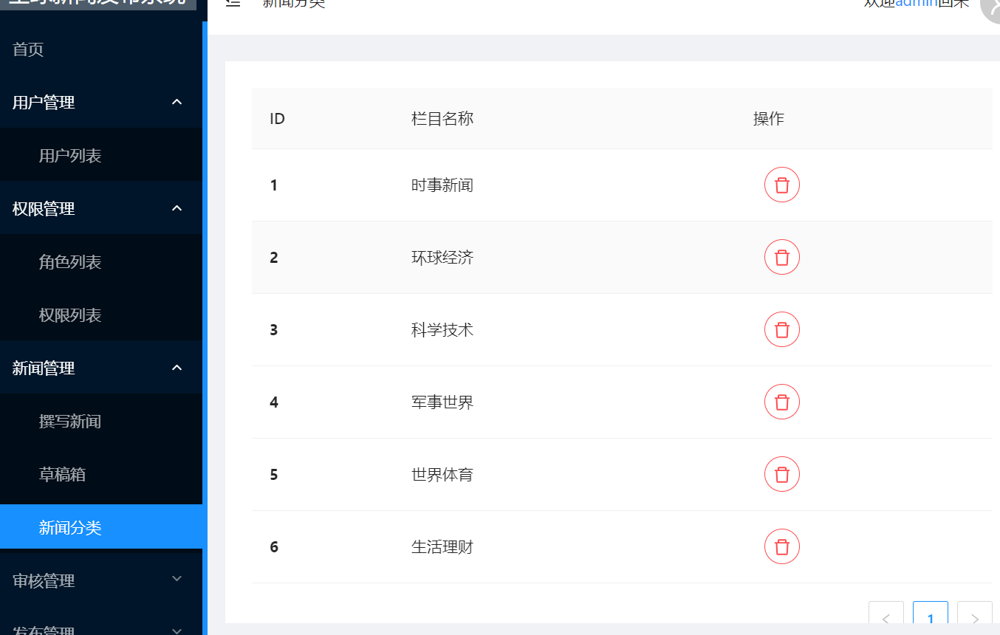 新闻分类
欢迎admin回来
首页
用户管理
用户列表
权限管理
角色列表
权限列表
新闻管理
撰写新闻
草稿箱
新闻分类
审核管理
发布管理
ID 栏目名称 操作
1 时事新闻
2 环球经济
3 科学技术
4 军事世界
5 世界体育
6 生活理财
1